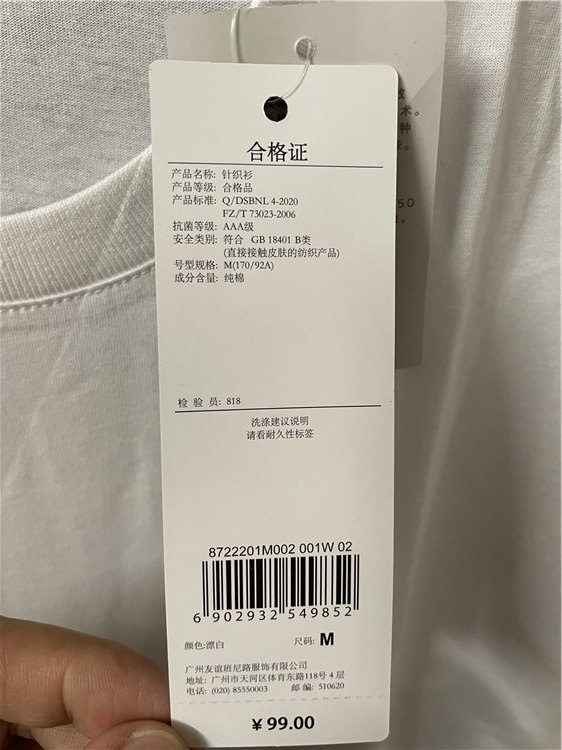 合格证
产品名称: 针织衫
产品等级: 合格品
产品标准: Q/DSBNL 4-2020
FZ/T 73023-2006
抗菌等级: AAA级
安全类别: 符合 GB 18401 B类
(直接接触皮肤的纺织产品)
号型规格: M(170/92A)
成分含量: 纯棉
检 验 员: 818
洗涤建议说明
请看耐久性标签
8722201M002 001W 02
6 902932 549852
颜色:漂白 尺码: M
广州友谊班尼路服饰有限公司
地址: 广州市天河区体育东路118号 4 层
电话: (020) 85550003 邮 编: 510620
¥ 99.00
术。
种
50